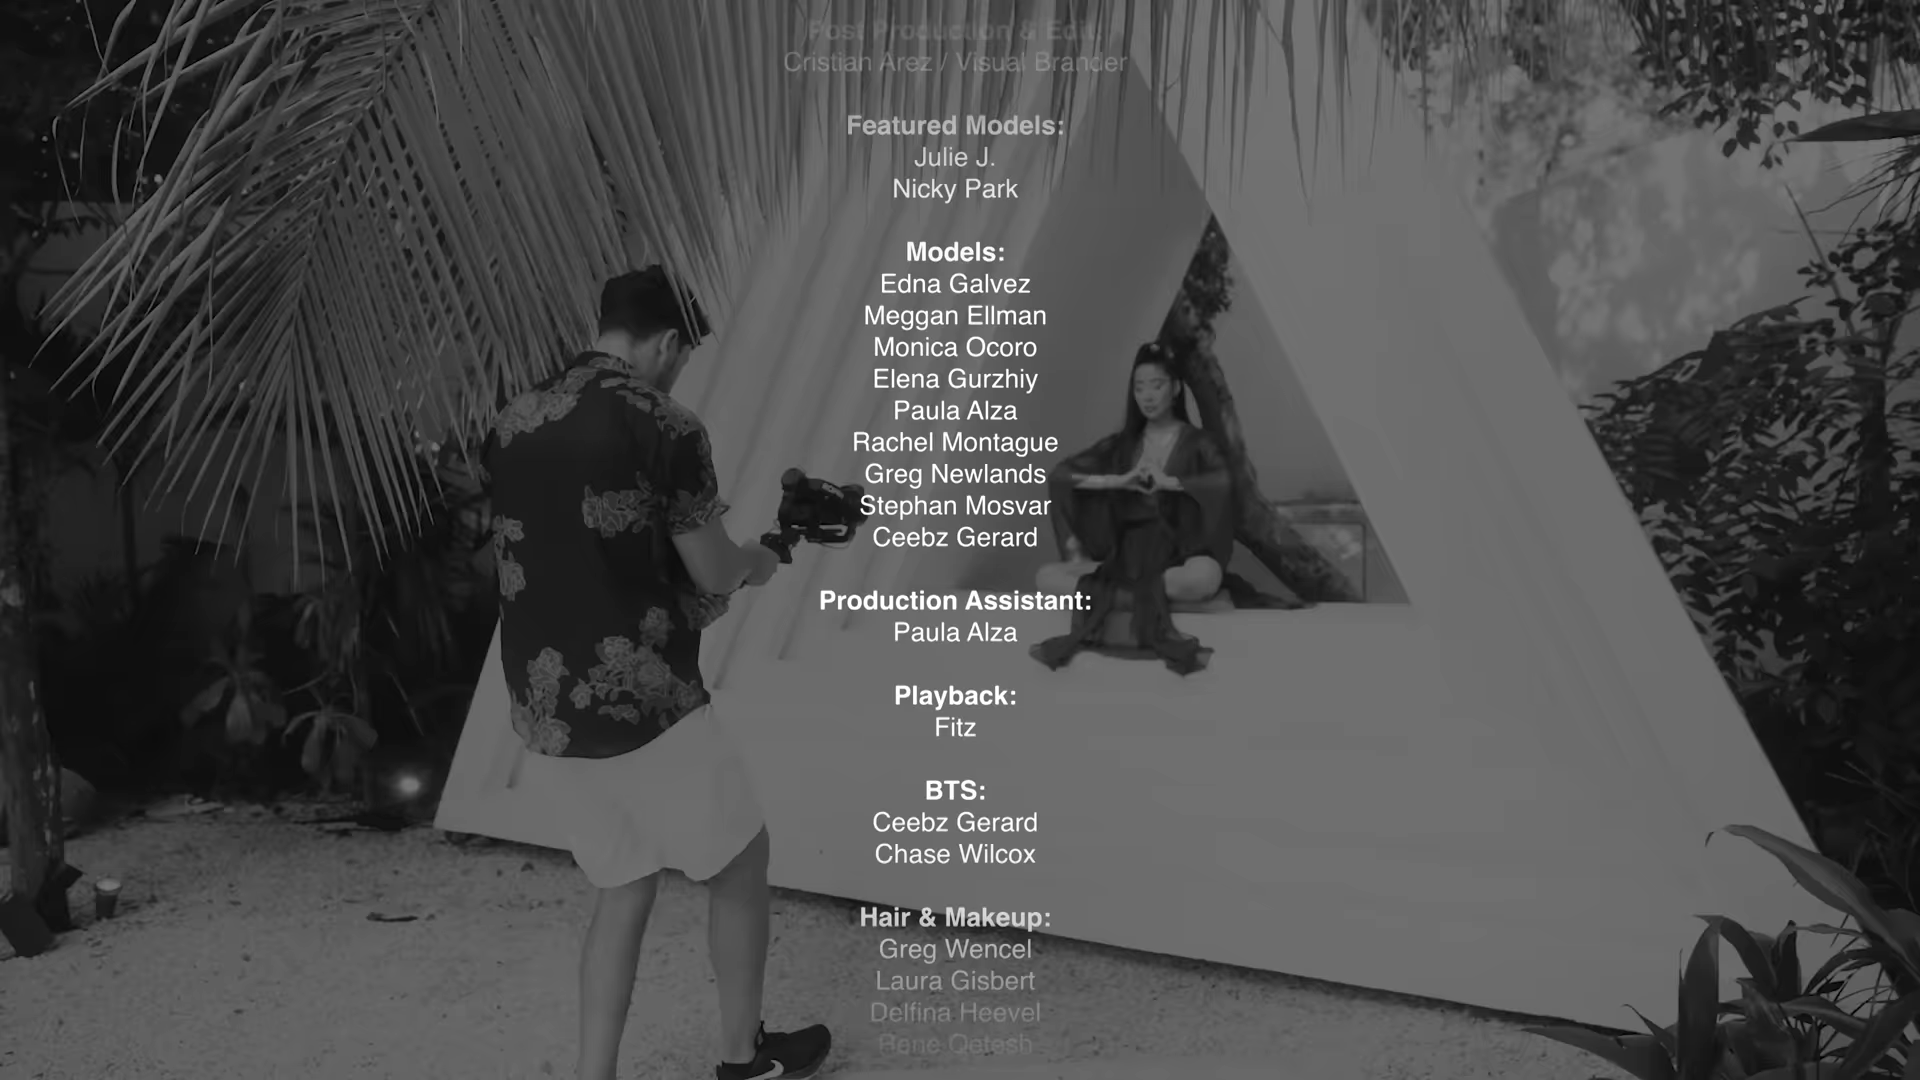 Post Production & Edit:
Cristian Arez / Visual Brander
Featured Models:
Julie J.
Nicky Park
Models:
Edna Galvez
Meggan Ellman
Monica Ocoro
Elena Gurzhiy
Paula Alza
Rachel Montague
Greg Newlands
Stephan Mosvar
Ceebz Gerard
Production Assistant:
Paula Alza
Playback:
Fitz
BTS:
Ceebz Gerard
Chase Wilcox
Hair & Makeup:
Greg Wencel
Laura Gisbert
Delfina Heevel
Rene Qetesh